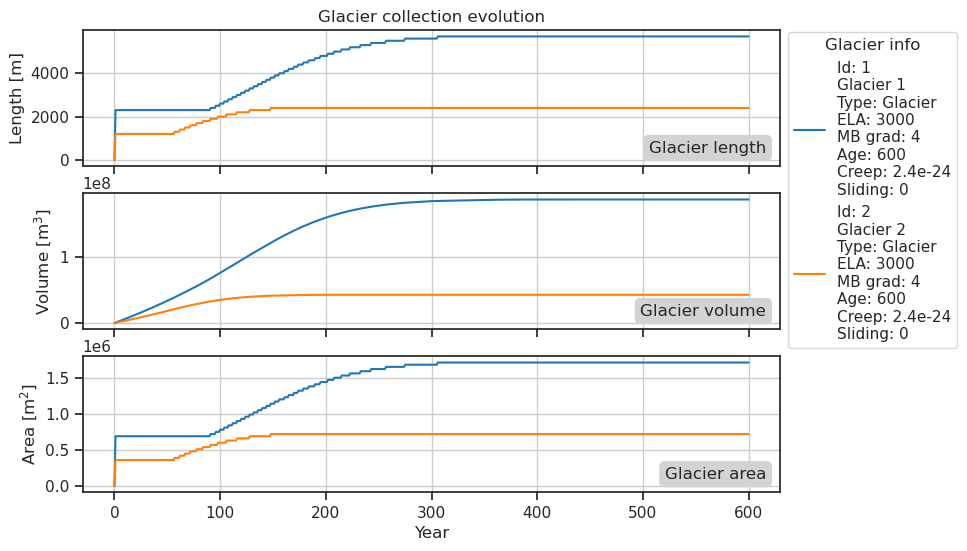 Glacier collection evolution
Length [m]
4000
2000
0
Glacier length
1e8
Volume [m³]
1
0
Glacier volume
1e6
Area [m²]
1.5
1.0
0.5
0.0
Glacier area
0 100 200 300 400 500 600
Year
Glacier info
Id: 1
Glacier 1
Type: Glacier
ELA: 3000
MB grad: 4
Age: 600
Creep: 2.4e-24
Sliding: 0
Id: 2
Glacier 2
Type: Glacier
ELA: 3000
MB grad: 4
Age: 600
Creep: 2.4e-24
Sliding: 0